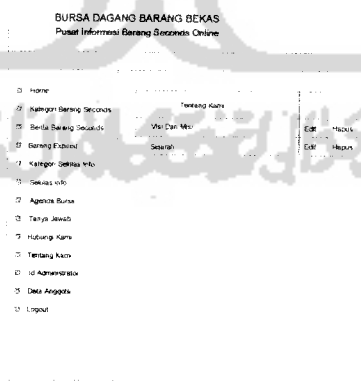 BURSA DAGANG BARANG BEKAS
Pusat Informasi Barang Seconds Online
Home
Tentang Kami
Kategori Barang Seconds
Berita Barang Seconds
Visi Dan Misi
Edit Hapus
Barang Expired
Sejarah
Edit Hapus
Kategori Sekilas Info
Sekilas Info
Agenda Bursa
Tanya Jawab
Hubungi Kami
Tentang Kami
Id Administrator
Data Anggota
Logout